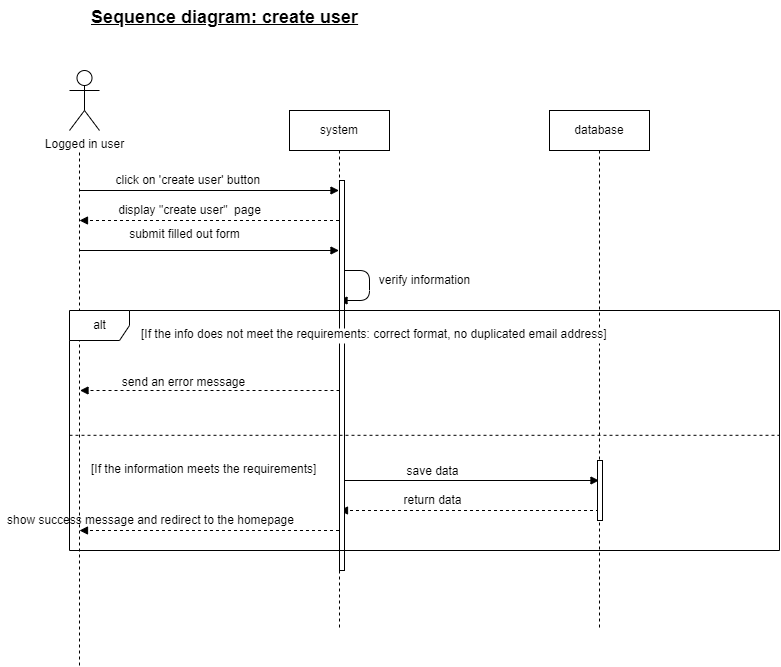 Sequence diagram: create user
Logged in user
system
database
click on 'create user' button
display "create user" page
submit filled out form
verify information
alt
[If the info does not meet the requirements: correct format, no duplicated email address]
send an error message
[If the information meets the requirements]
save data
return data
show success message and redirect to the homepage